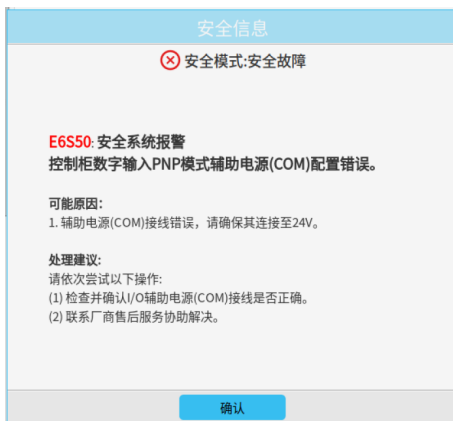 安全信息
安全模式:安全故障
E6S50: 安全系统报警
控制柜数字输入PNP模式辅助电源(COM)配置错误。
可能原因:
1. 辅助电源(COM)接线错误，请确保其连接至24V。
处理建议:
请依次尝试以下操作:
(1) 检查并确认I/O辅助电源(COM)接线是否正确。
(2) 联系厂商售后服务协助解决。
确认